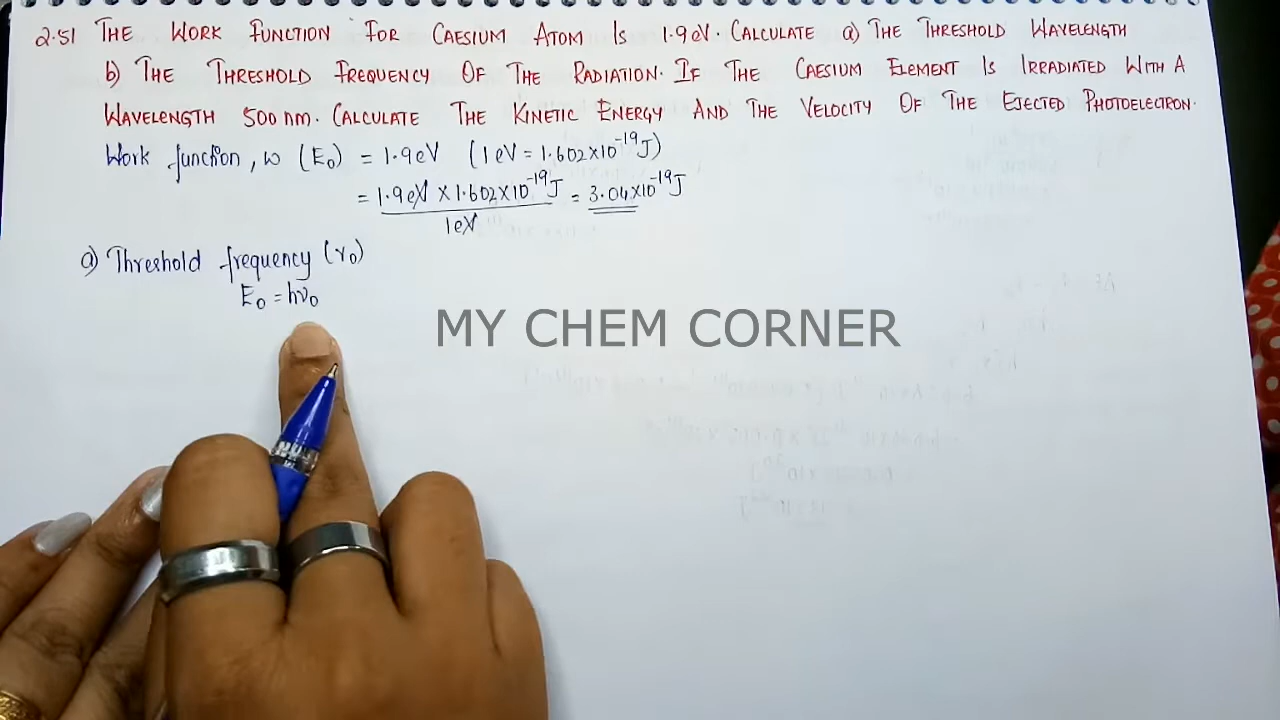 2.51 THE WORK FUNCTION FOR CAESIUM ATOM IS 1.9eV. CALCULATE a) THE THRESHOLD WAVELENGTH
b) THE THRESHOLD FREQUENCY OF THE RADIATION. IF THE CAESIUM ELEMENT IS IRRADIATED WITH A
WAVELENGTH 500 nm. CALCULATE THE KINETIC ENERGY AND THE VELOCITY OF THE EJECTED PHOTOELECTRON.
Work function, w (E₀) = 1.9eV (1eV = 1.602×10⁻¹⁹J)
= 1.9eV × 1.602×10⁻¹⁹J = 3.04×10⁻¹⁹J
1eV
a) Threshold frequency (ν₀)
E₀ = hν₀
MY CHEM CORNER